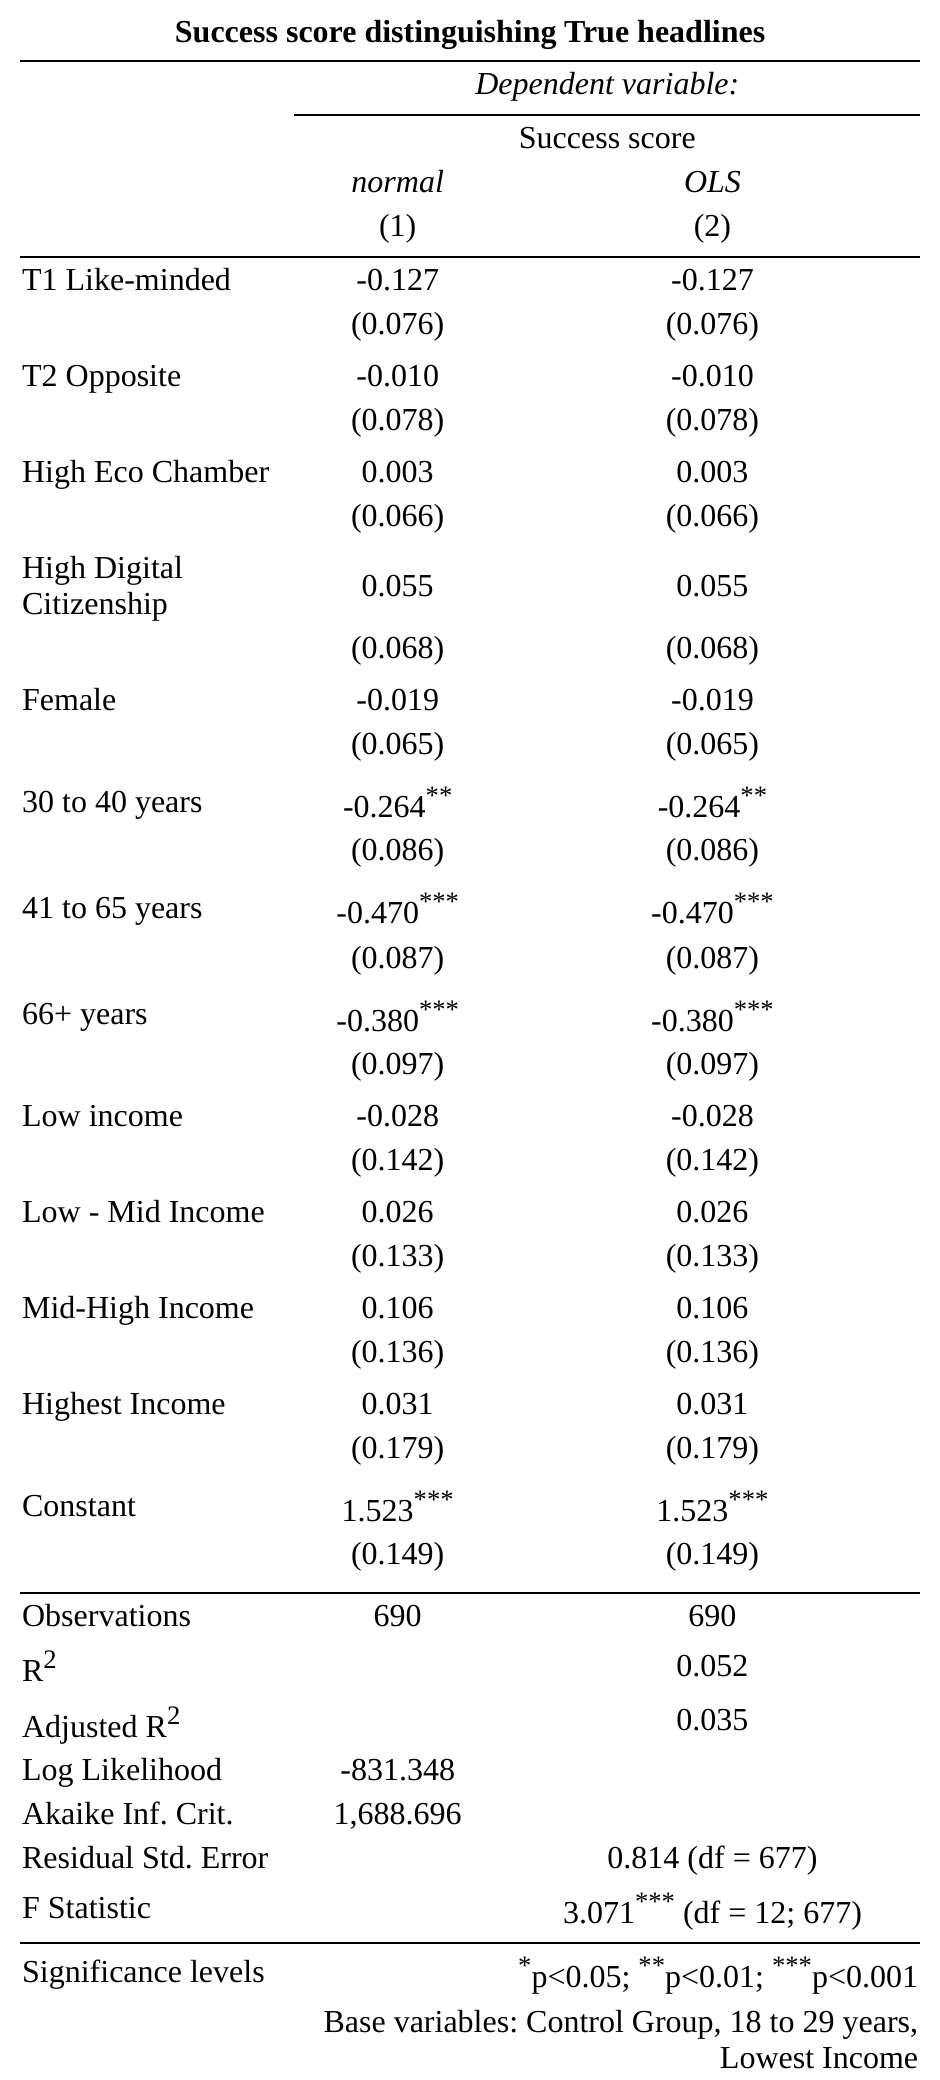 Success score distinguishing True headlines
Dependent variable:
Success score
normal OLS
(1) (2)
T1 Like-minded -0.127 -0.127
(0.076) (0.076)
T2 Opposite -0.010 -0.010
(0.078) (0.078)
High Eco Chamber 0.003 0.003
(0.066) (0.066)
High Digital
Citizenship 0.055 0.055
(0.068) (0.068)
Female -0.019 -0.019
(0.065) (0.065)
30 to 40 years -0.264** -0.264**
(0.086) (0.086)
41 to 65 years -0.470*** -0.470***
(0.087) (0.087)
66+ years -0.380*** -0.380***
(0.097) (0.097)
Low income -0.028 -0.028
(0.142) (0.142)
Low - Mid Income 0.026 0.026
(0.133) (0.133)
Mid-High Income 0.106 0.106
(0.136) (0.136)
Highest Income 0.031 0.031
(0.179) (0.179)
Constant 1.523*** 1.523***
(0.149) (0.149)
Observations 690 690
R2 0.052
Adjusted R2 0.035
Log Likelihood -831.348
Akaike Inf. Crit. 1,688.696
Residual Std. Error 0.814 (df = 677)
F Statistic 3.071*** (df = 12; 677)
Significance levels *p<0.05; **p<0.01; ***p<0.001
Base variables: Control Group, 18 to 29 years,
Lowest Income